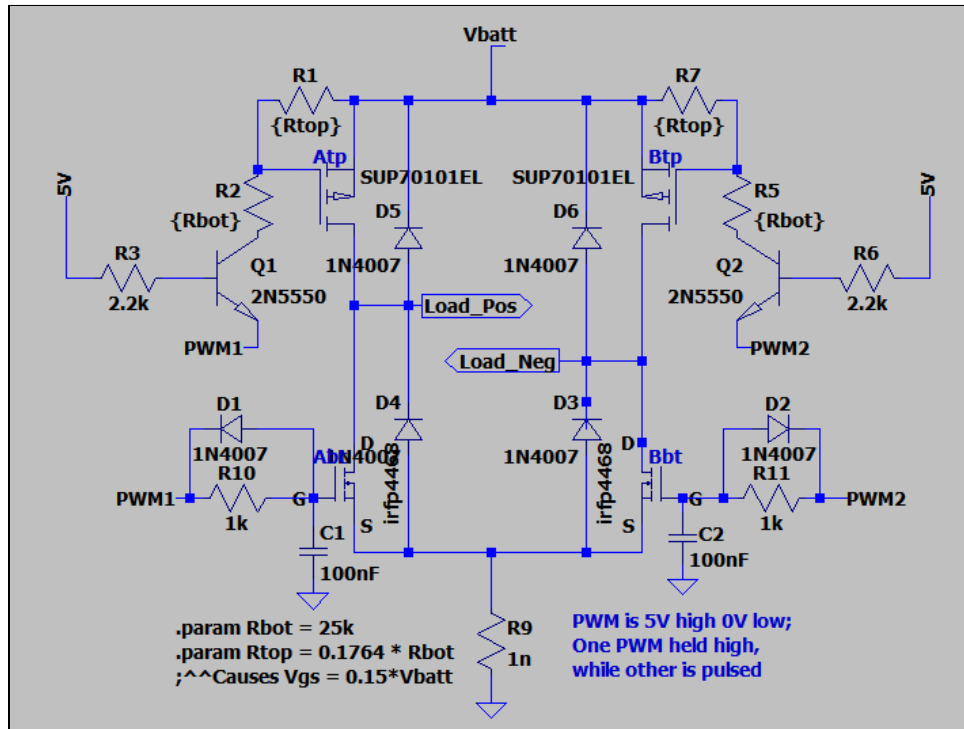 Vbatt
R1
R7
{Rtop}
{Rtop}
Atp
Btp
SUP70101EL
SUP70101EL
5V
R2
{Rbot}
D5
D6
R5
{Rbot}
5V
R3
2.2k
Q1
2N5550
1N4007
1N4007
Q2
2N5550
R6
2.2k
Load_Pos
PWM1
Load_Neg
PWM2
D1
1N4007
D4
1N4007
D3
1N4007
D2
1N4007
R10
1k
PWM1
G
D
S
irfp4468
irfp4468
D
Bbt
S
G
R11
1k
PWM2
C1
100nF
C2
100nF
R9
1n
.param Rbot = 25k
.param Rtop = 0.1764 * Rbot
;^^Causes Vgs = 0.15*Vbatt
PWM is 5V high 0V low;
One PWM held high,
while other is pulsed